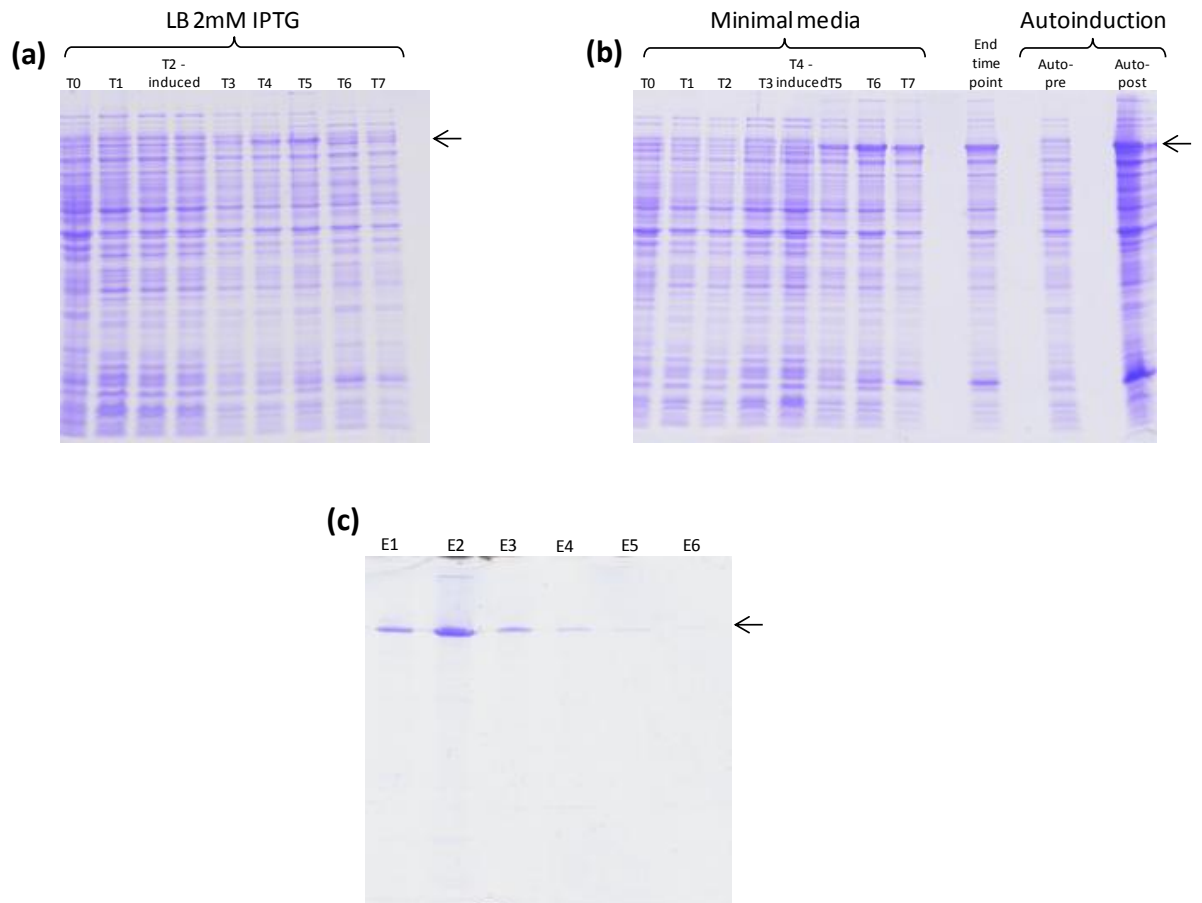 LB 2mM IPTG
(a)
T2 -
T0 T1 induced T3 T4 T5 T6 T7
Minimal media Autoinduction
(b)
End
time
point
T4 -
T0 T1 T2 T3 induced T5 T6 T7
Auto-
pre
Auto-
post
(c)
E1 E2 E3 E4 E5 E6